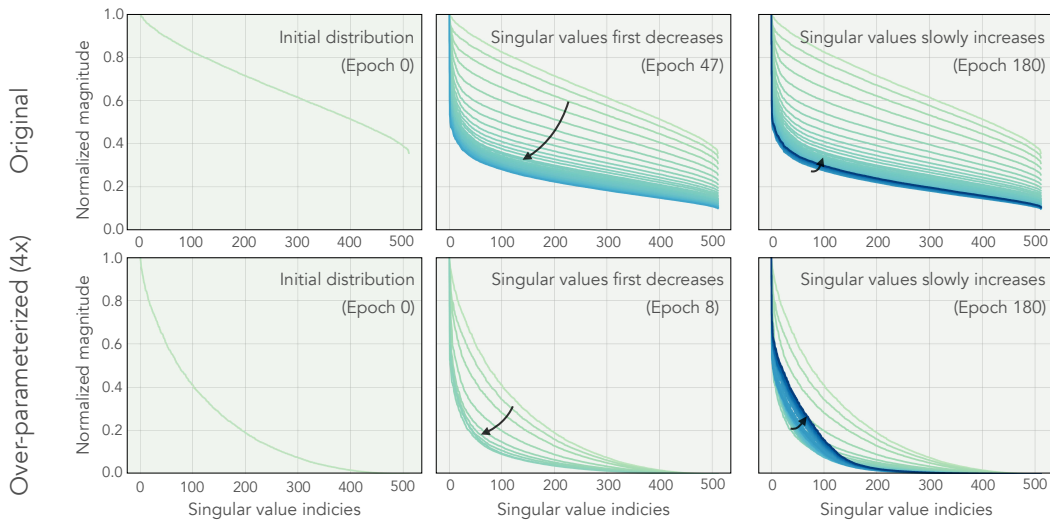 Original
Normalized magnitude
1.0
0.8
0.6
0.4
0.2
0.0
Initial distribution
(Epoch 0)
0 100 200 300 400 500
Singular values first decreases
(Epoch 47)
0 100 200 300 400 500
Singular values slowly increases
(Epoch 180)
0 100 200 300 400 500
Over-parameterized (4x)
Normalized magnitude
1.0
0.8
0.6
0.4
0.2
0.0
Initial distribution
(Epoch 0)
0 100 200 300 400 500
Singular value indicies
Singular values first decreases
(Epoch 8)
0 100 200 300 400 500
Singular value indicies
Singular values slowly increases
(Epoch 180)
0 100 200 300 400 500
Singular value indicies